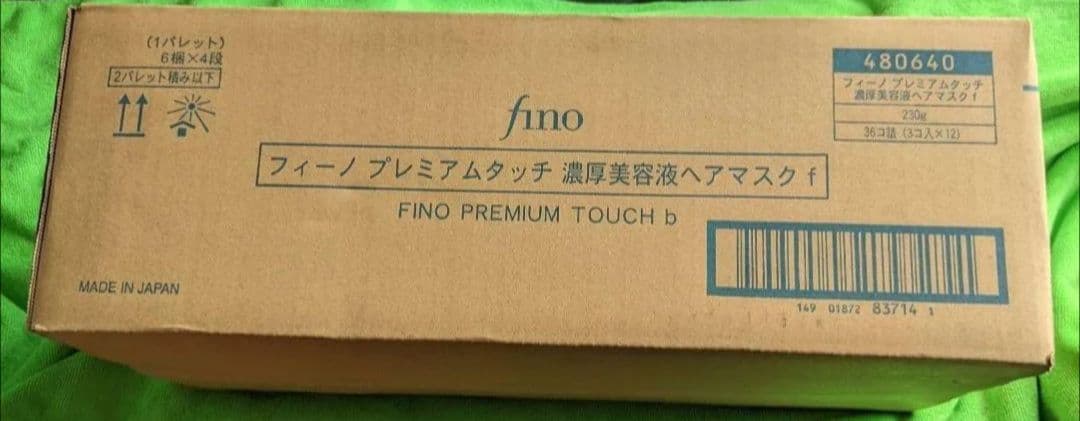 (1パレット)
6梱×4段
2パレット積み以下
fino
フィーノ プレミアムタッチ 濃厚美容液ヘアマスク f
FINO PREMIUM TOUCH b
480640
フィーノ プレミアムタッチ
濃厚美容液ヘアマスク f
230g
36コ詰 (3コ入×12)
149 01872 83714 1
MADE IN JAPAN